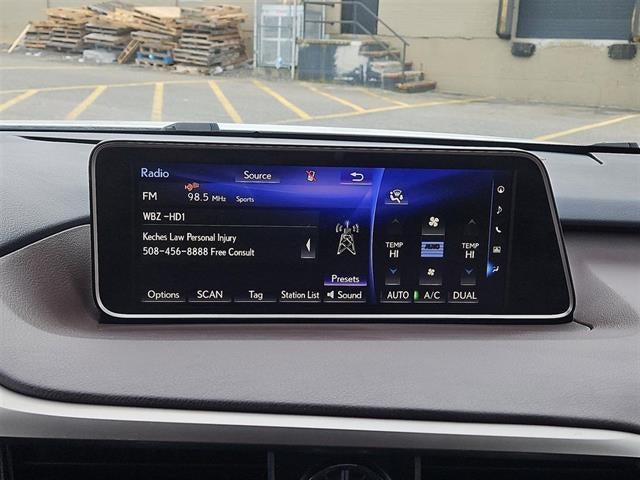 Radio Source
FM 98.5 MHz Sports
WBZ -HD1
Keches Law Personal Injury
508-456-8888 Free Consult
Presets
Options SCAN Tag Station List Sound
TEMP TEMP
HI HI
AUTO A/C DUAL